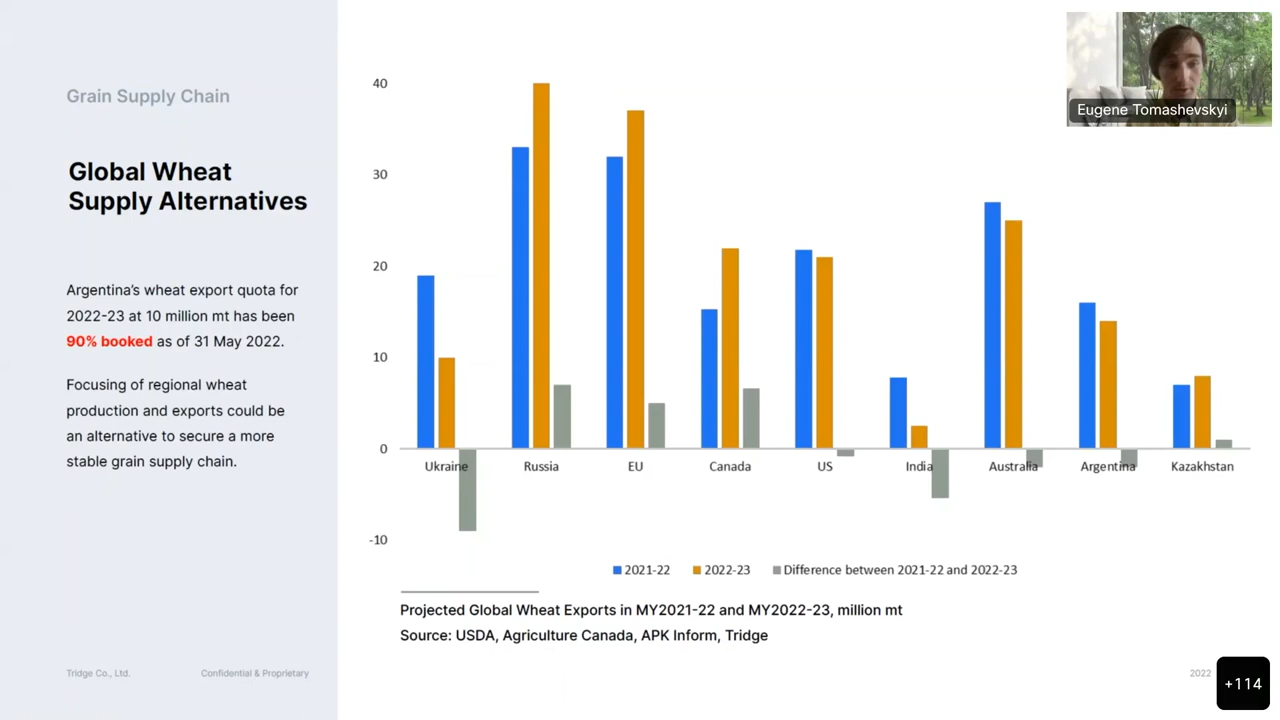 Grain Supply Chain
Global Wheat
Supply Alternatives
Argentina's wheat export quota for
2022-23 at 10 million mt has been
90% booked as of 31 May 2022.
Focusing of regional wheat
production and exports could be
an alternative to secure a more
stable grain supply chain.
Tridge Co., Ltd.
Confidential & Proprietary
40
30
20
10
0
-10
Ukraine
Russia
EU
Canada
US
India
Australia
Argentina
Kazakhstan
2021-22
2022-23
Difference between 2021-22 and 2022-23
Projected Global Wheat Exports in MY2021-22 and MY2022-23, million mt
Source: USDA, Agriculture Canada, APK Inform, Tridge
Eugene Tomashevskyi
2022
+114